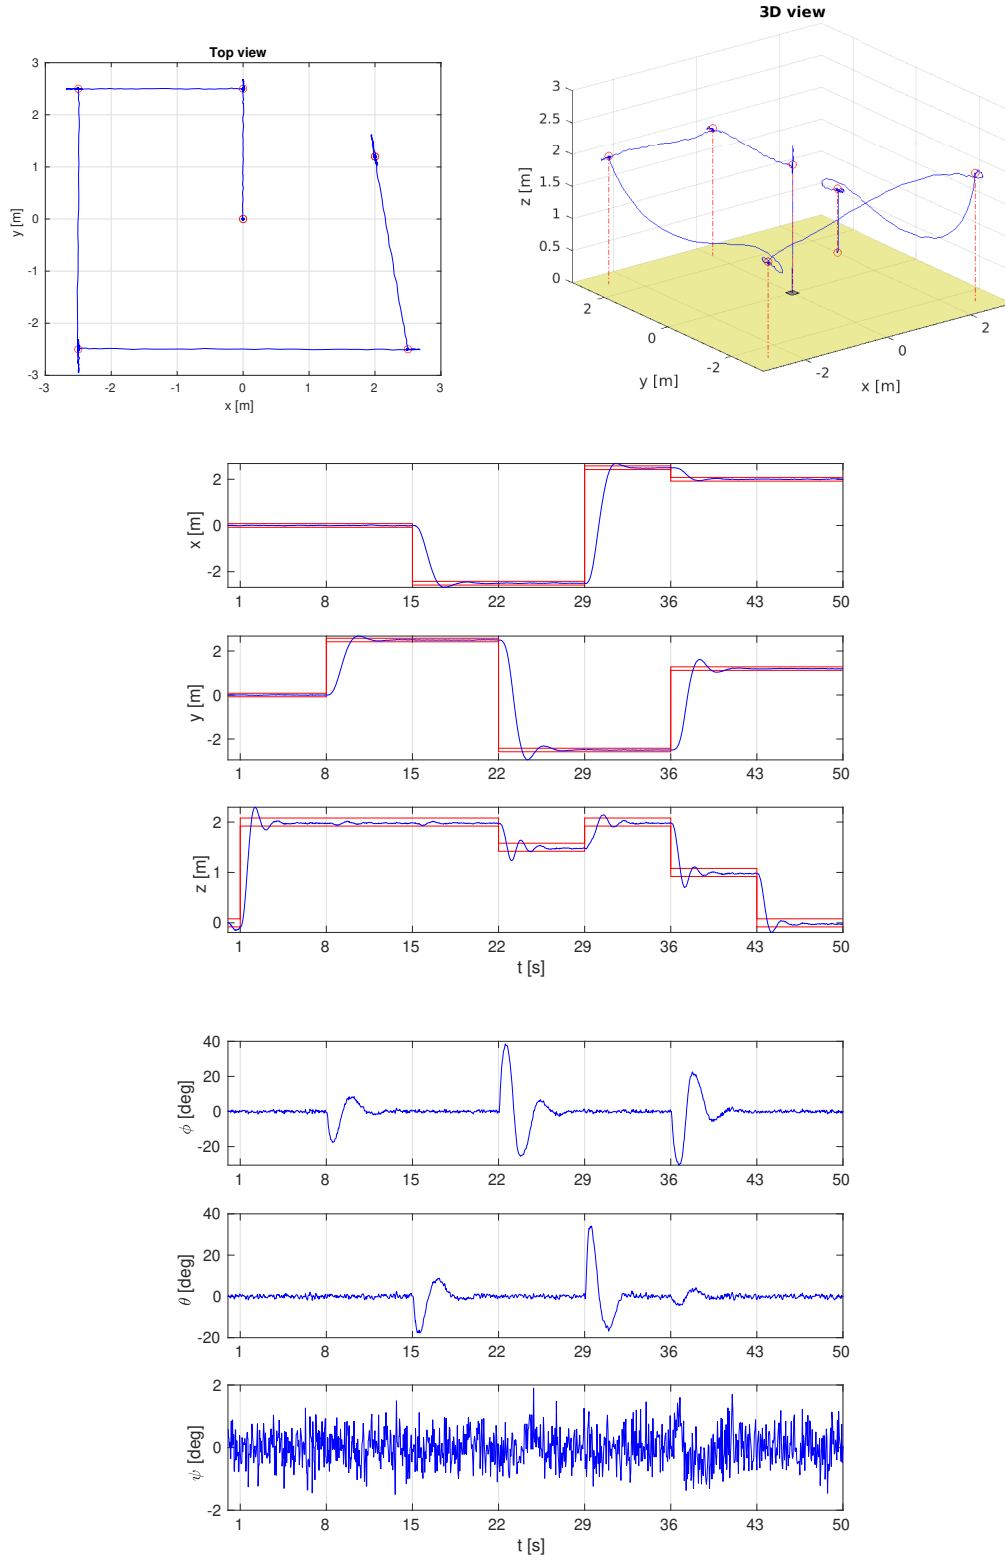 Top view
3
2
1
0
-1
-2
-3
y [m]
-3 -2 -1 0 1 2 3
x [m]
3D view
3
2.5
2
1.5
1
0.5
0
z [m]
2
0
-2
y [m]
-2
0
2
x [m]
2
0
-2
x [m]
1 8 15 22 29 36 43 50
2
0
-2
y [m]
1 8 15 22 29 36 43 50
2
1
0
z [m]
1 8 15 22 29 36 43 50
t [s]
40
20
0
-20
ϕ [deg]
1 8 15 22 29 36 43 50
40
20
0
-20
θ [deg]
1 8 15 22 29 36 43 50
2
0
-2
ψ [deg]
1 8 15 22 29 36 43 50
t [s]